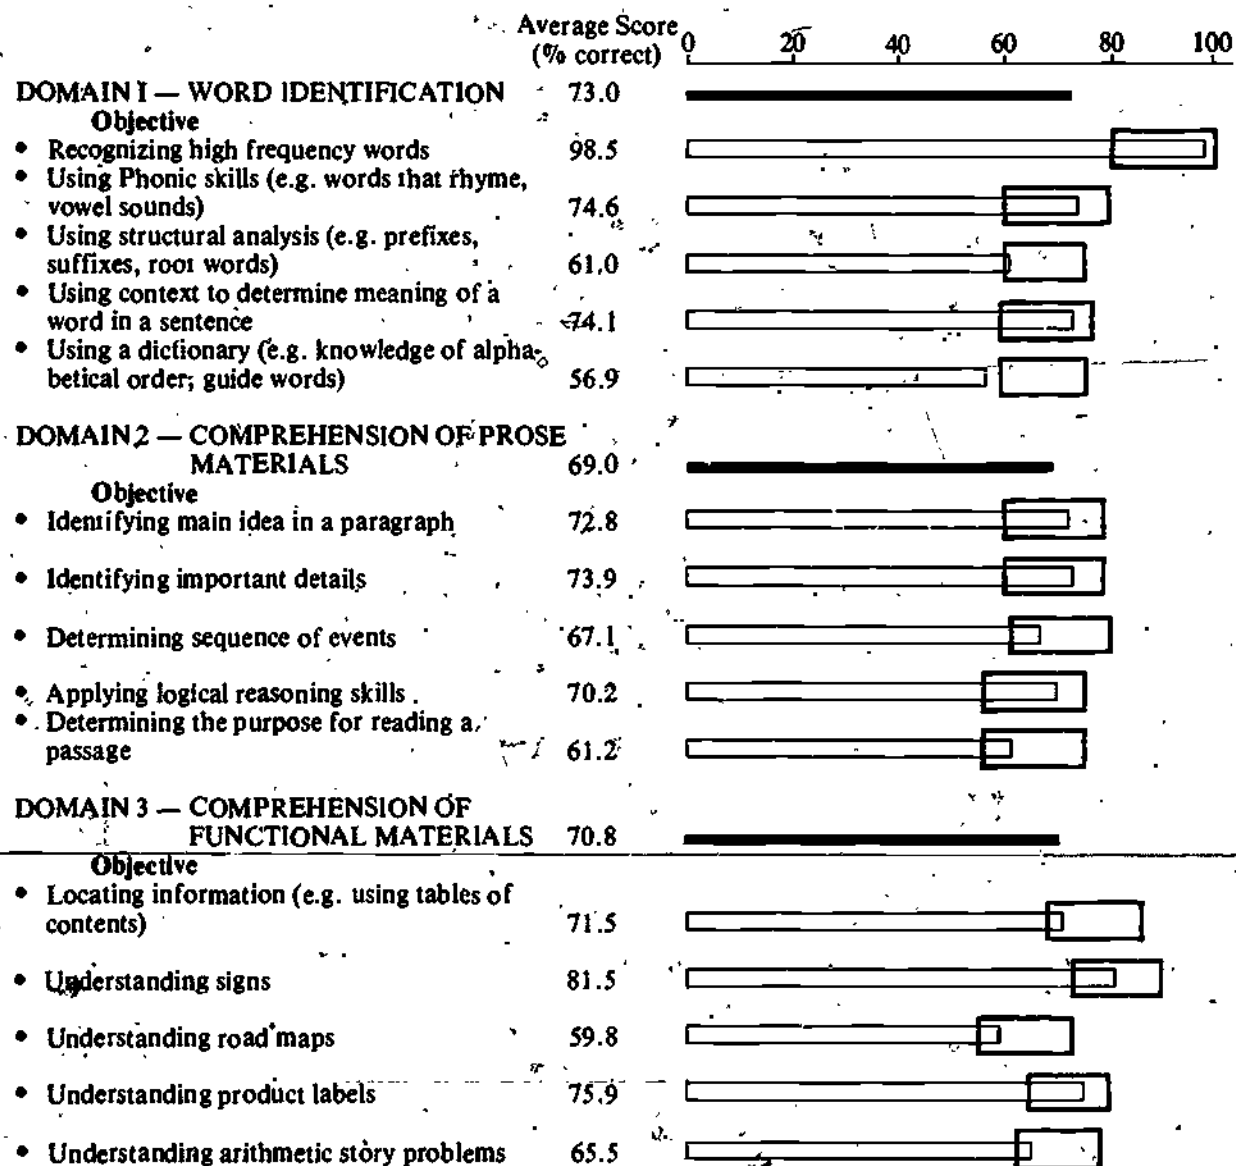 Average Score
(% correct)
0 20 40 60 80 100
DOMAIN 1 — WORD IDENTIFICATION 73.0
Objective
• Recognizing high frequency words 98.5
• Using Phonic skills (e.g. words that rhyme,
vowel sounds) 74.6
• Using structural analysis (e.g. prefixes,
suffixes, root words) 61.0
• Using context to determine meaning of a
word in a sentence 74.1
• Using a dictionary (e.g. knowledge of alpha-
betical order; guide words) 56.9
DOMAIN 2 — COMPREHENSION OF PROSE
MATERIALS 69.0
Objective
• Identifying main idea in a paragraph 72.8
• Identifying important details 73.9
• Determining sequence of events 67.1
• Applying logical reasoning skills 70.2
• Determining the purpose for reading a
passage 61.2
DOMAIN 3 — COMPREHENSION OF
FUNCTIONAL MATERIALS 70.8
Objective
• Locating information (e.g. using tables of
contents) 71.5
• Understanding signs 81.5
• Understanding road maps 59.8
• Understanding product labels 75.9
• Understanding arithmetic story problems 65.5